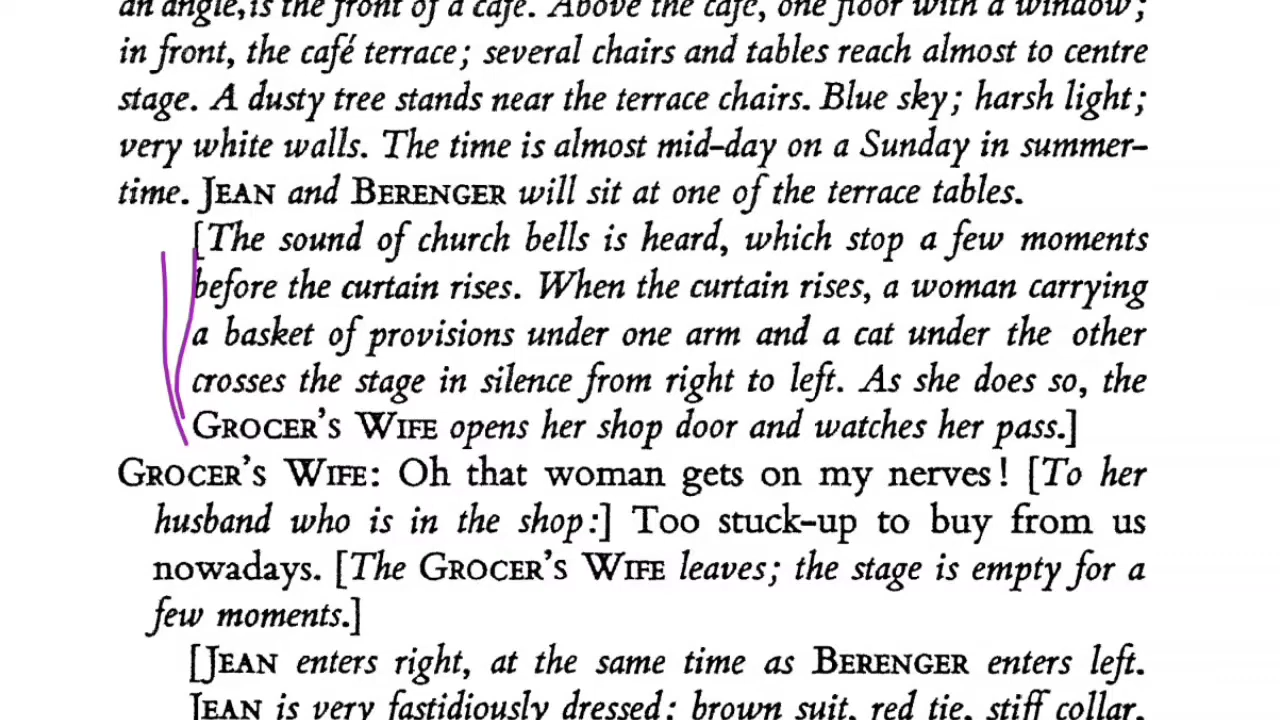 an angle, is the front of a café. Above the café, one floor with a window;
in front, the café terrace; several chairs and tables reach almost to centre
stage. A dusty tree stands near the terrace chairs. Blue sky; harsh light;
very white walls. The time is almost mid-day on a Sunday in summer-
time. JEAN and BERENGER will sit at one of the terrace tables.
[The sound of church bells is heard, which stop a few moments
before the curtain rises. When the curtain rises, a woman carrying
a basket of provisions under one arm and a cat under the other
crosses the stage in silence from right to left. As she does so, the
GROCER'S WIFE opens her shop door and watches her pass.]
GROCER'S WIFE: Oh that woman gets on my nerves! [To her
husband who is in the shop:] Too stuck-up to buy from us
nowadays. [The GROCER'S WIFE leaves; the stage is empty for a
few moments.]
[JEAN enters right, at the same time as BERENGER enters left.
JEAN is very fastidiously dressed: brown suit, red tie, stiff collar,